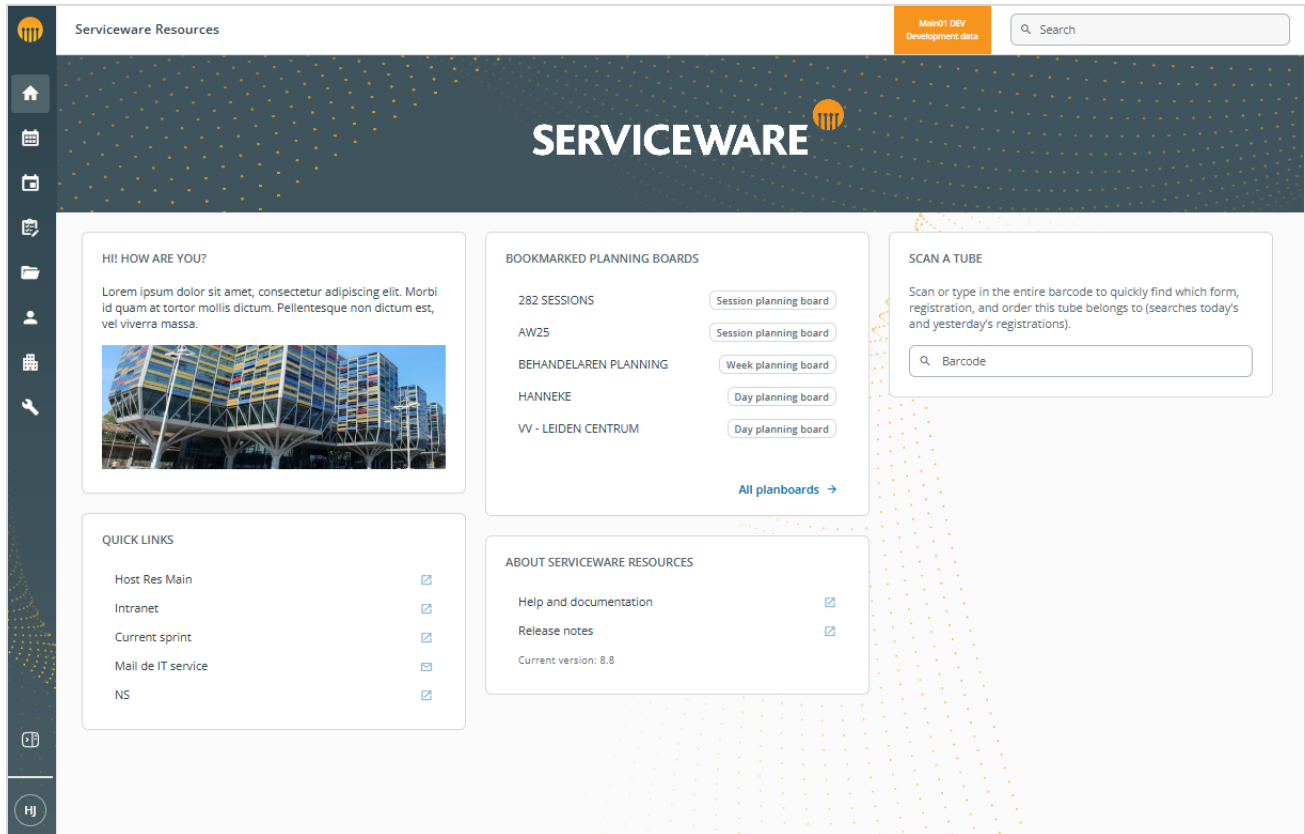 Serviceware Resources
Main01 DEV
Development data
Search
SERVICEWARE
HI! HOW ARE YOU?
Lorem ipsum dolor sit amet, consectetur adipiscing elit. Morbi
id quam at tortor mollis dictum. Pellentesque non dictum est,
vel viverra massa.
QUICK LINKS
Host Res Main
Intranet
Current sprint
Mail de IT service
NS
BOOKMARKED PLANNING BOARDS
282 SESSIONS Session planning board
AW25 Session planning board
BEHANDELAREN PLANNING Week planning board
HANNEKE Day planning board
VV - LEIDEN CENTRUM Day planning board
All planboards
ABOUT SERVICEWARE RESOURCES
Help and documentation
Release notes
Current version: 8.8
SCAN A TUBE
Scan or type in the entire barcode to quickly find which form,
registration, and order this tube belongs to (searches today's
and yesterday's registrations).
Barcode
HJ